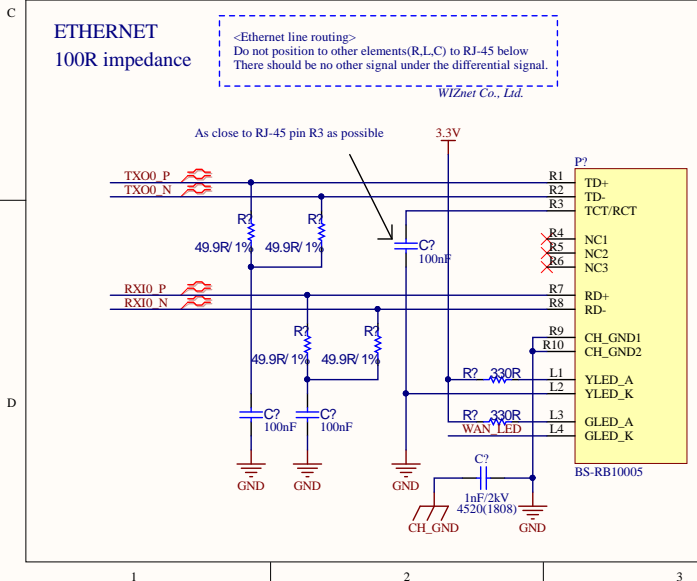 C
ETHERNET
100R impedance
<Ethernet line routing>
Do not position to other elements(R,L,C) to RJ-45 below
There should be no other signal under the differential signal.
WIZnet Co., Ltd.
As close to RJ-45 pin R3 as possible
3.3V
P?
TXO0_P
R1
TD+
TXO0_N
R2
TD-
R3
TCT/RCT
R?
R?
49.9R/ 1%
49.9R/ 1%
C?
100nF
R4
NC1
R5
NC2
R6
NC3
RXI0_P
R7
RD+
RXI0_N
R8
RD-
R?
R?
49.9R/ 1%
49.9R/ 1%
R9
CH_GND1
R10
CH_GND2
R?
330R
L1
YLED_A
L2
YLED_K
D
C?
100nF
C?
100nF
R?
330R
L3
GLED_A
WAN_LED
L4
GLED_K
GND
GND
GND
C?
1nF/2kV
4520(1808)
BS-RB10005
CH_GND
GND
1
2
3